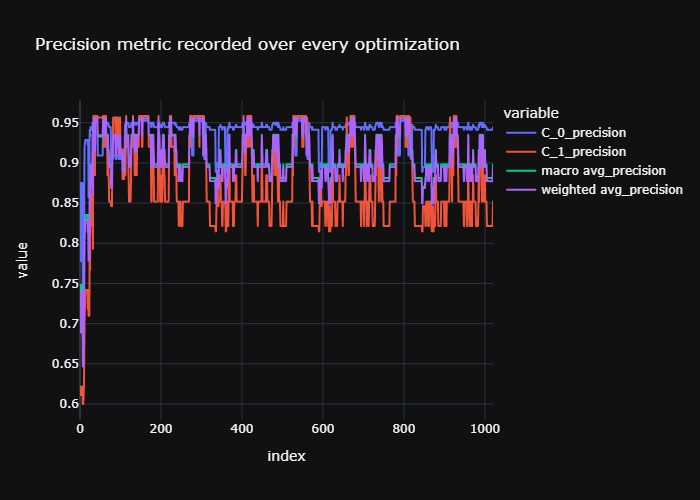 Precision metric recorded over every optimization
variable
C_0_precision
C_1_precision
macro avg_precision
weighted avg_precision
value
0.95
0.9
0.85
0.8
0.75
0.7
0.65
0.6
0 200 400 600 800 1000
index